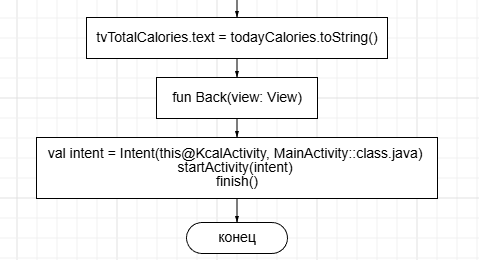 tvTotalCalories.text = todayCalories.toString()
fun Back(view: View)
val intent = Intent(this@KcalActivity, MainActivity::class.java)
startActivity(intent)
finish()
конец